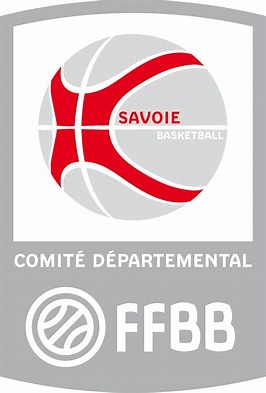 SAVOIE
BASKETBALL
COMITÉ DÉPARTEMENTAL
FFBB